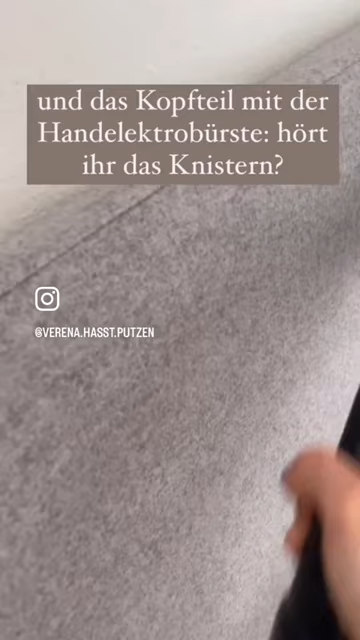 und das Kopfteil mit der
Handelektrobürste: hört
ihr das Knistern?
@VERENA.HASST.PUTZEN